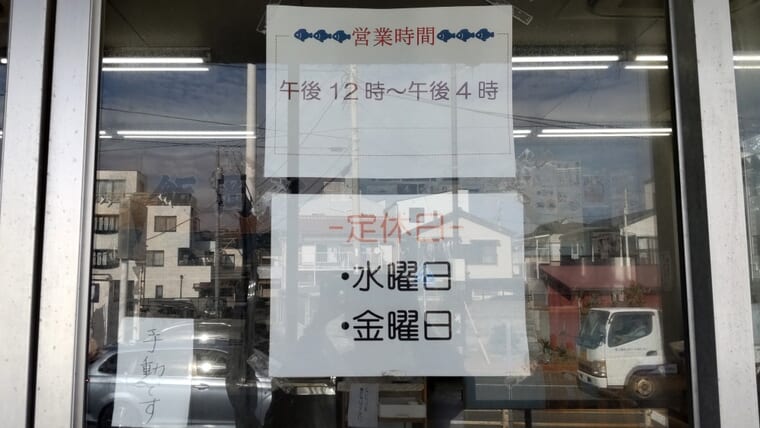 営業時間
午後12時～午後4時
-定休日-
・水曜日
・金曜日
手動です